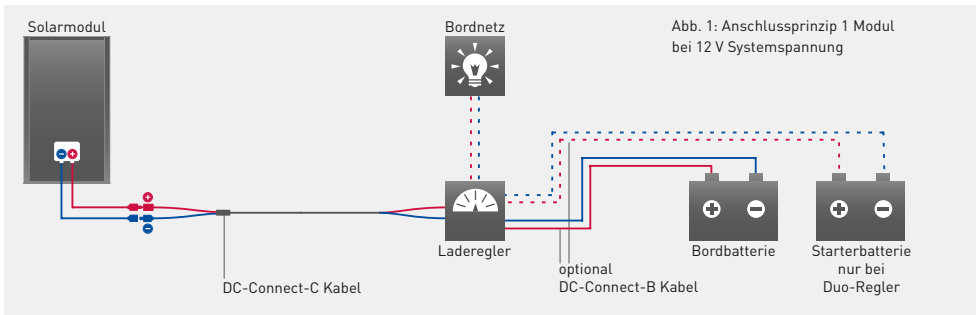 Solarmodul
Bordnetz
Abb. 1: Anschlussprinzip 1 Modul
bei 12 V Systemspannung
Laderegler
Bordbatterie
Starterbatterie
nur bei
Duo-Regler
optional
DC-Connect-B Kabel
DC-Connect-C Kabel